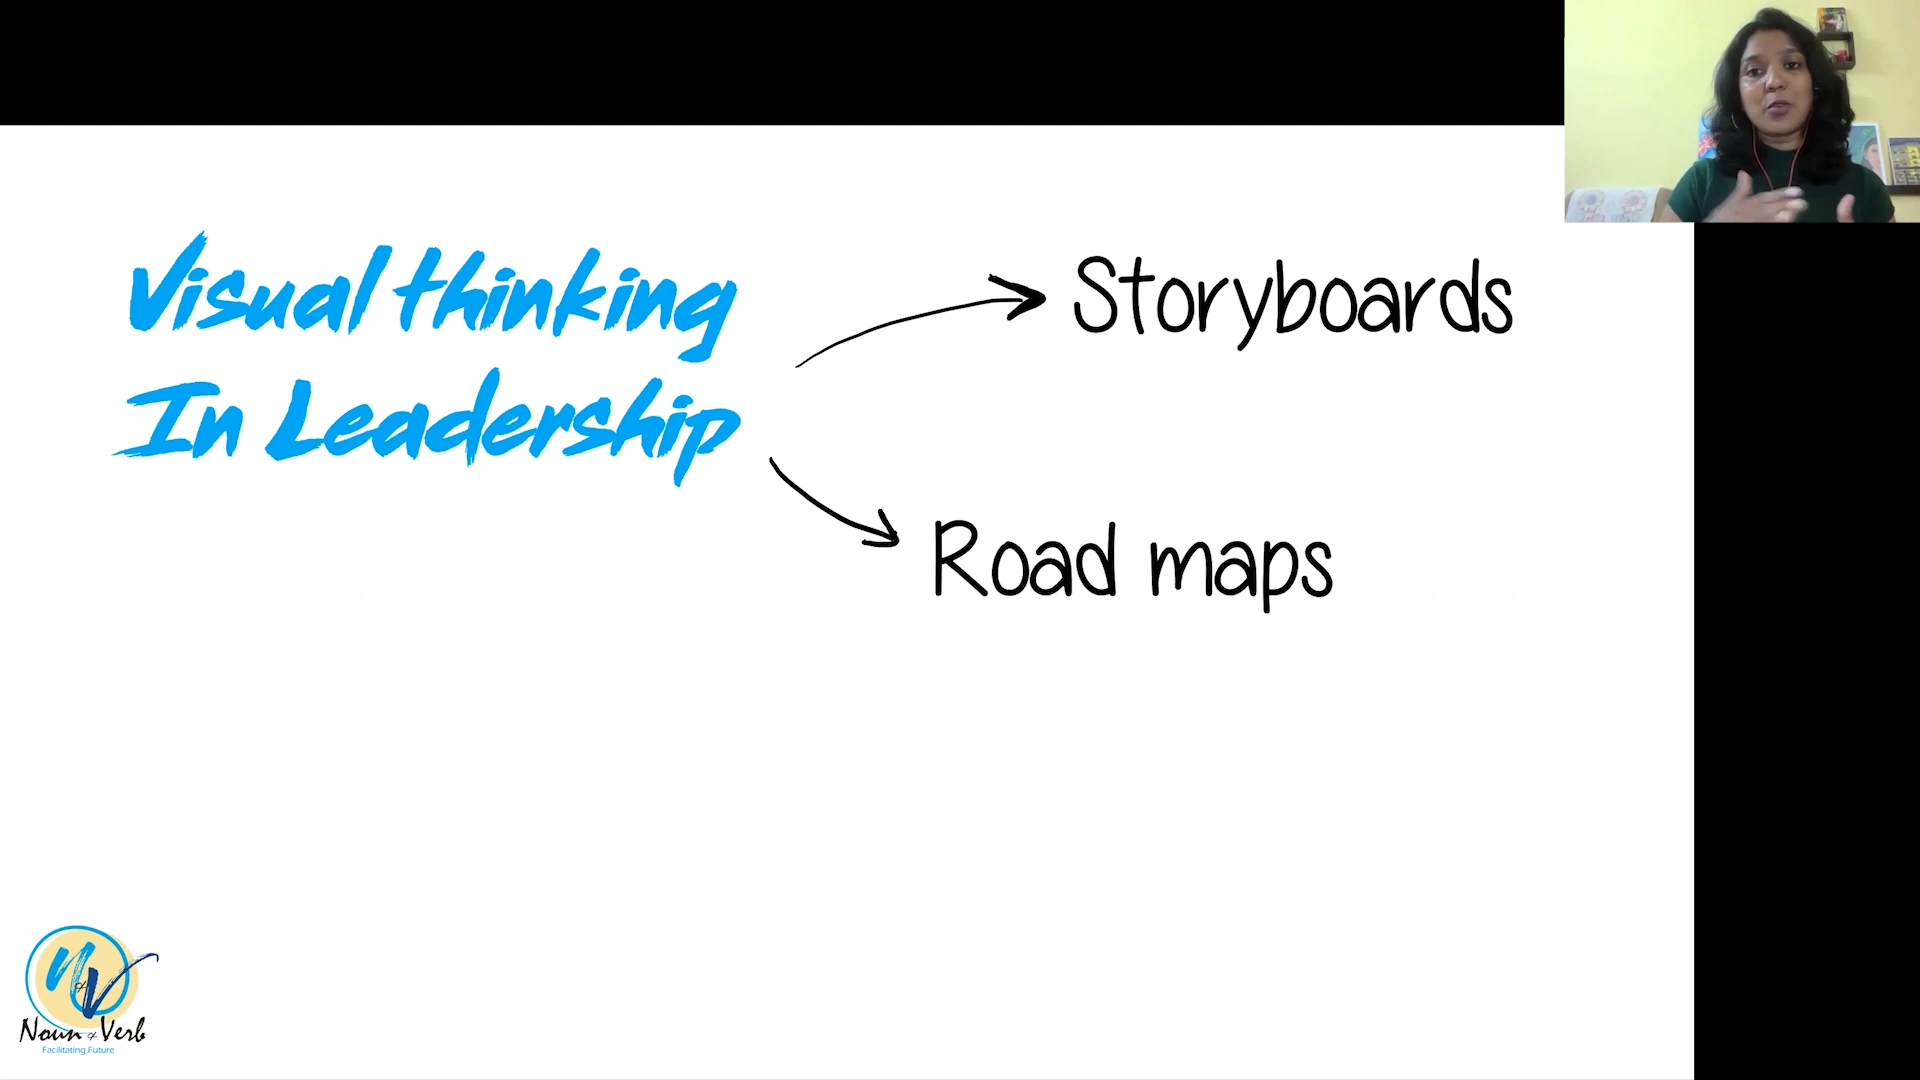 Visual thinking
In Leadership
Storyboards
Road maps
N & V
Noun & Verb
Facilitating Future